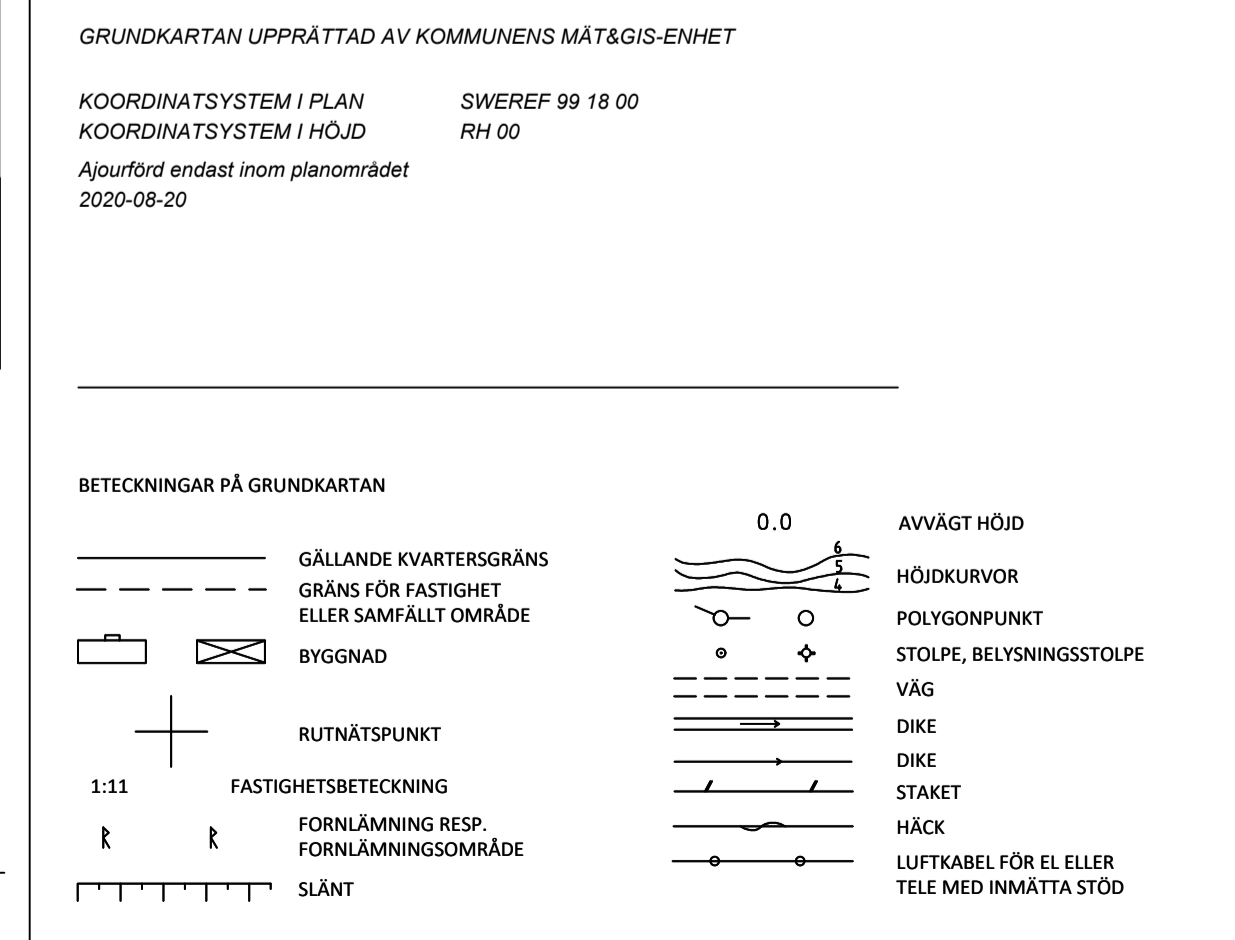 GRUNDKARTAN UPPRÄTTAD AV KOMMUNENS MÄT&GIS-ENHET
KOORDINATSYSTEM I PLAN SWEREF 99 18 00
KOORDINATSYSTEM I HÖJD RH 00
Ajourförd endast inom planområdet
2020-08-20
BETECKNINGAR PÅ GRUNDKARTAN
GÄLLANDE KVARTERSGRÄNS
GRÄNS FÖR FASTIGHET
ELLER SAMFÄLLT OMRÅDE
BYGGNAD
RUTNÄTSPUNKT
1:11 FASTIGHETSBETECKNING
FORNLÄMNING RESP.
FORNLÄMNINGSOMRÅDE
SLÄNT
0.0 AVVÄGT HÖJD
6
5
4
HÖJDKURVOR
POLYGONPUNKT
STOLPE, BELYSNINGSSTOLPE
VÄG
DIKE
DIKE
STAKET
HÄCK
LUFTKABEL FÖR EL ELLER
TELE MED INMÄTTA STÖD